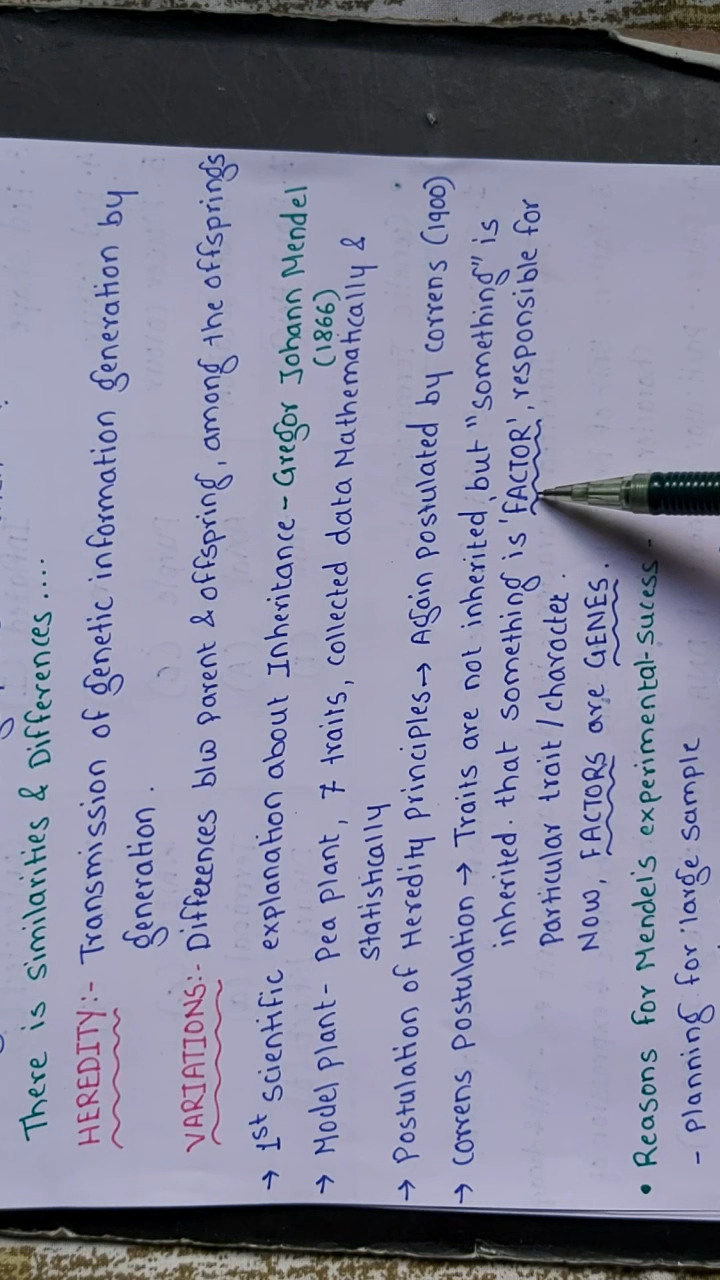 There is similarities & Differences ....
HEREDITY:- Transmission of genetic information generation by
generation.
VARIATIONS:- Differences b/w parent & offspring, among the offsprings
→ 1st scientific explanation about Inheritance - Gregor Johann Mendel
(1866)
→ Model plant - Pea plant, 7 traits, collected data Mathematically &
Statistically
→ Postulation of Heredity principles → Again postulated by correns (1900)
→ Correns postulation → Traits are not inherited, but "something" is
inherited. that something is 'FACTOR', responsible for
Particular trait / character.
Now, FACTORS are GENES.
• Reasons for Mendel's experimental-sucess -
- planning for large sample